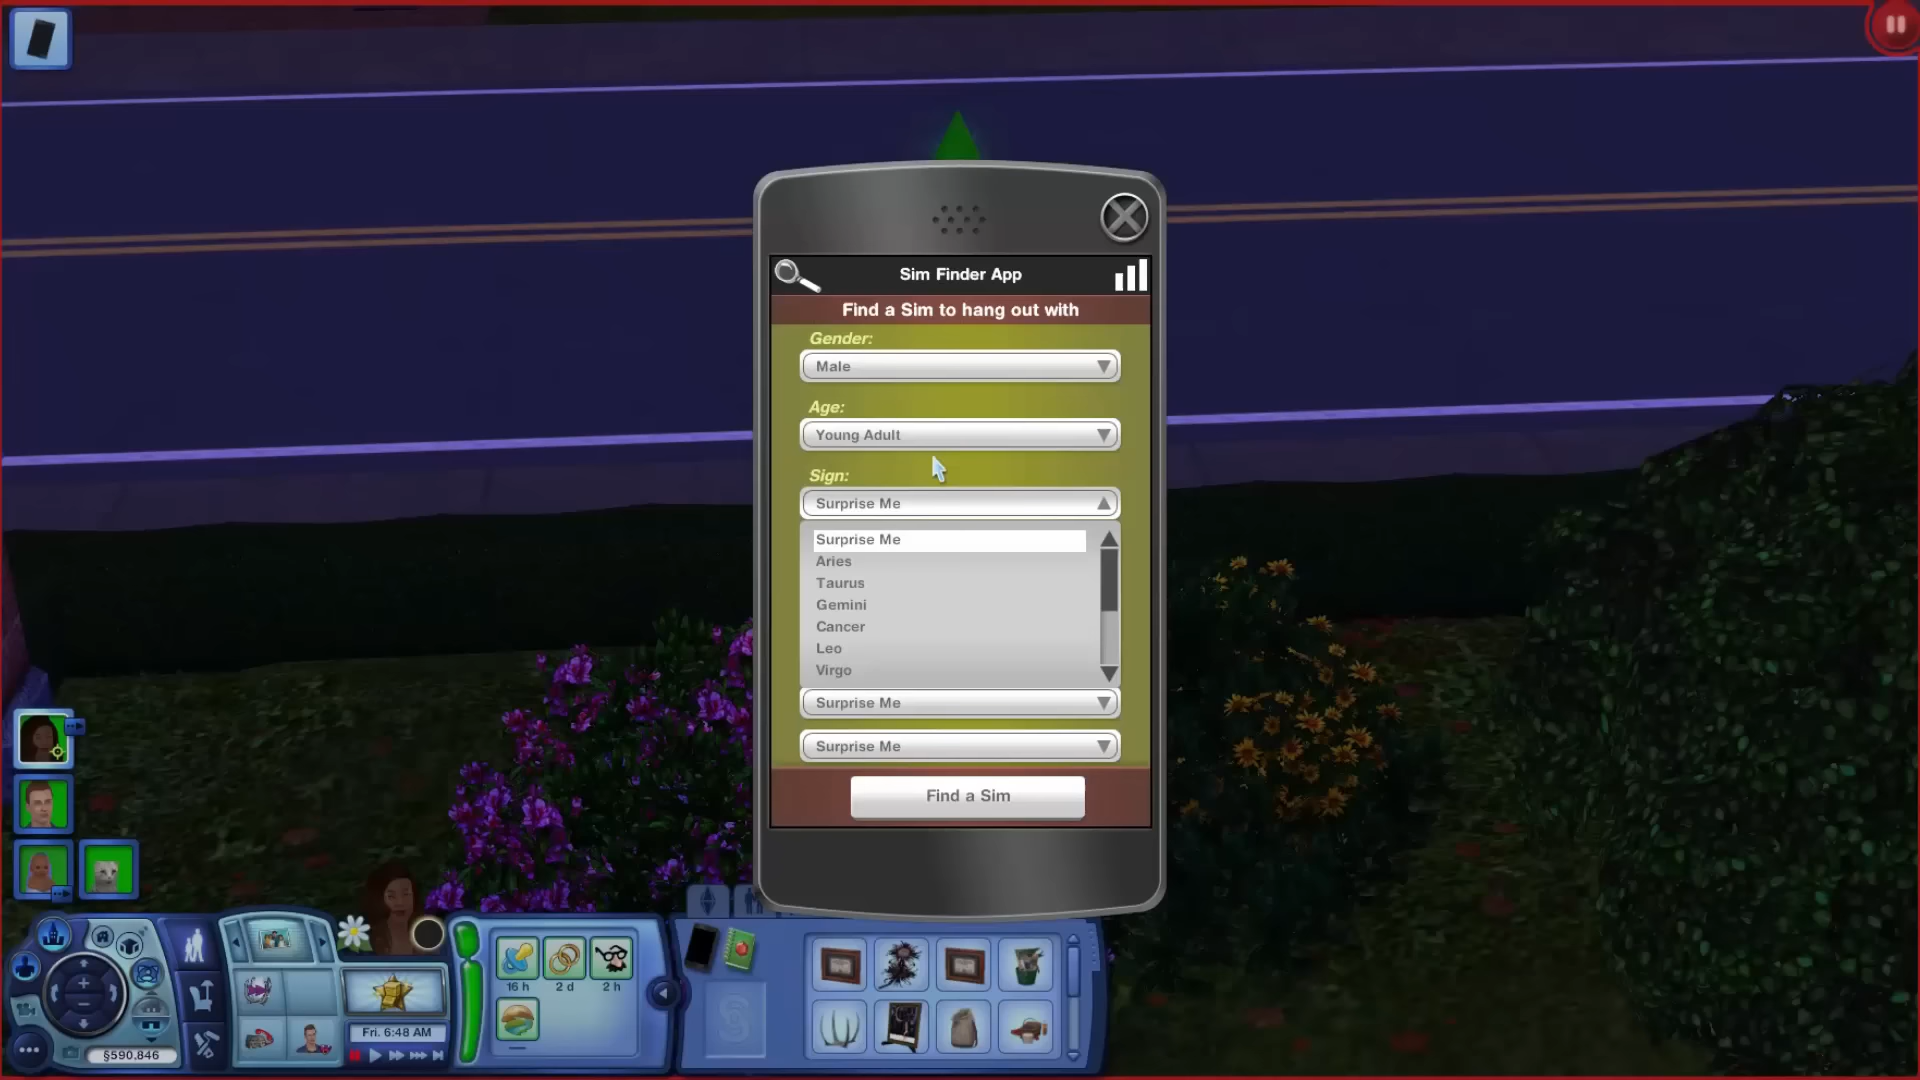 Sim Finder App
Find a Sim to hang out with
Gender:
Male
Age:
Young Adult
Sign:
Surprise Me
Surprise Me
Aries
Taurus
Gemini
Cancer
Leo
Virgo
Surprise Me
Surprise Me
Find a Sim
16 h
2 d
2 h
Fri. 6:48 AM
§590,846